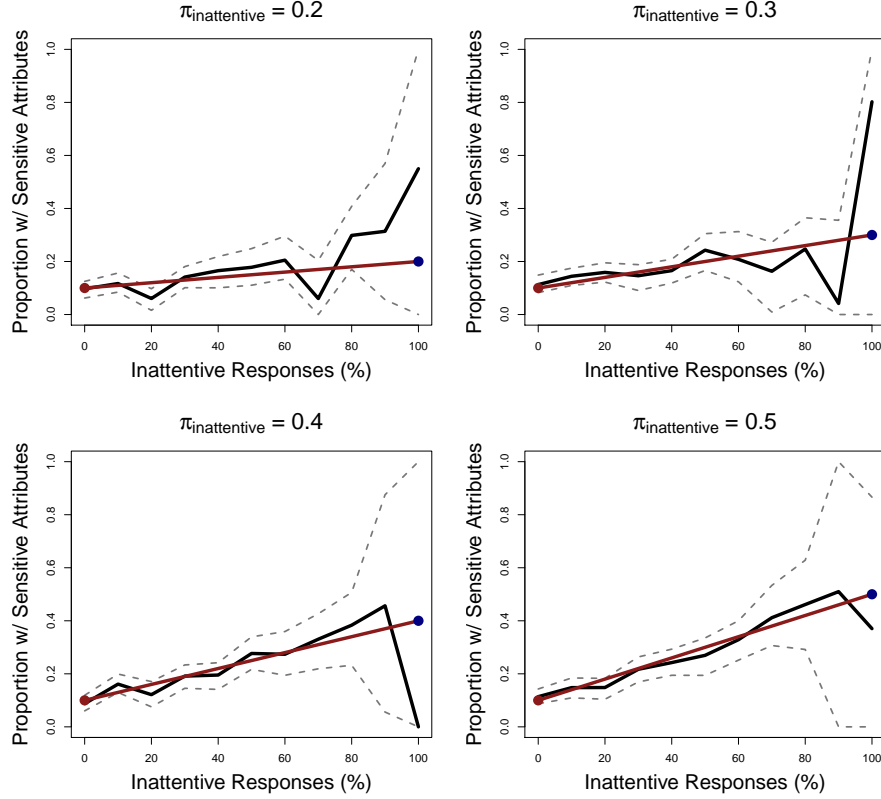 πinattentive = 0.2
Proportion w/ Sensitive Attributes
0.0 0.2 0.4 0.6 0.8 1.0
0 20 40 60 80 100
Inattentive Responses (%)
πinattentive = 0.3
Proportion w/ Sensitive Attributes
0.0 0.2 0.4 0.6 0.8 1.0
0 20 40 60 80 100
Inattentive Responses (%)
πinattentive = 0.4
Proportion w/ Sensitive Attributes
0.0 0.2 0.4 0.6 0.8 1.0
0 20 40 60 80 100
Inattentive Responses (%)
πinattentive = 0.5
Proportion w/ Sensitive Attributes
0.0 0.2 0.4 0.6 0.8 1.0
0 20 40 60 80 100
Inattentive Responses (%)